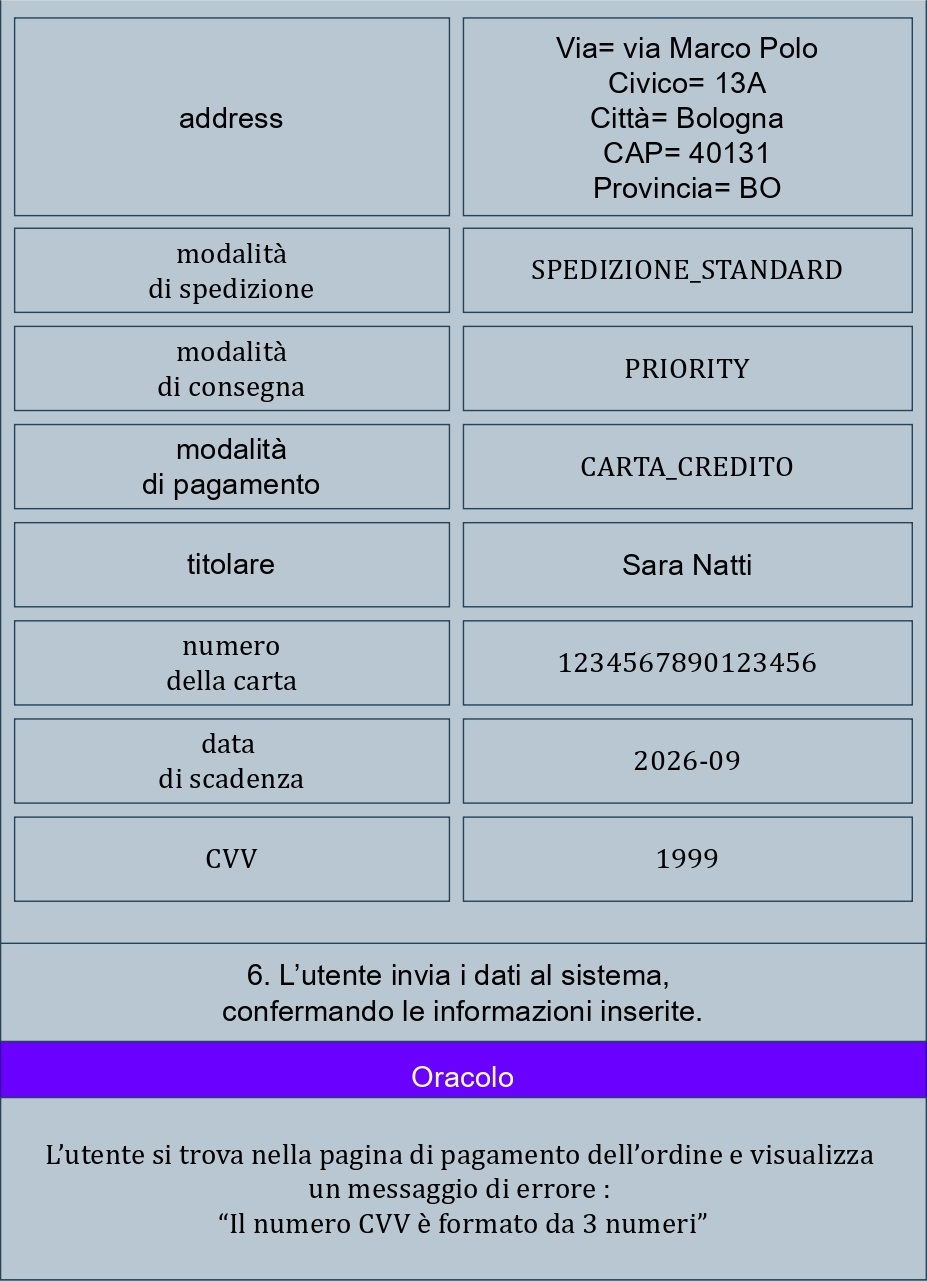 address
Via= via Marco Polo
Civico= 13A
Città= Bologna
CAP= 40131
Provincia= BO
modalità
di spedizione
SPEDIZIONE_STANDARD
modalità
di consegna
PRIORITY
modalità
di pagamento
CARTA_CREDITO
titolare
Sara Natti
numero
della carta
1234567890123456
data
di scadenza
2026-09
CVV
1999
6. L’utente invia i dati al sistema,
confermando le informazioni inserite.
Oracolo
L’utente si trova nella pagina di pagamento dell’ordine e visualizza
un messaggio di errore :
“Il numero CVV è formato da 3 numeri”